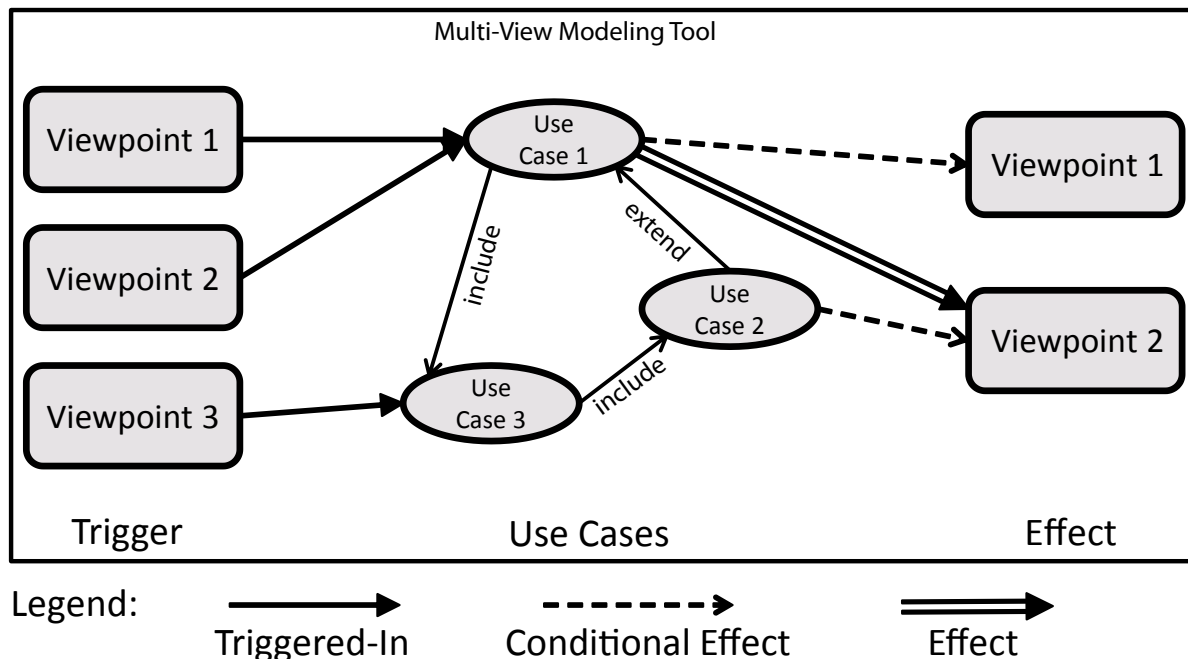 Multi-View Modeling Tool
Viewpoint 1
Use
Case 1
Viewpoint 1
Viewpoint 2
extend
include
Use
Case 2
Viewpoint 2
Viewpoint 3
Use
Case 3
include
Trigger
Use Cases
Effect
Legend:
Triggered-In
Conditional Effect
Effect